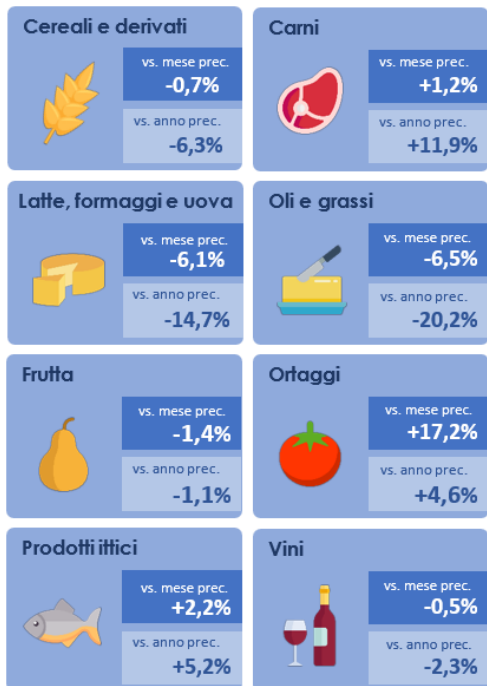 Cereali e derivati
vs. mese prec.
-0,7%
vs. anno prec.
-6,3%
Carni
vs. mese prec.
+1,2%
vs. anno prec.
+11,9%
Latte, formaggi e uova
vs. mese prec.
-6,1%
vs. anno prec.
-14,7%
Oli e grassi
vs. mese prec.
-6,5%
vs. anno prec.
-20,2%
Frutta
vs. mese prec.
-1,4%
vs. anno prec.
-1,1%
Ortaggi
vs. mese prec.
+17,2%
vs. anno prec.
+4,6%
Prodotti ittici
vs. mese prec.
+2,2%
vs. anno prec.
+5,2%
Vini
vs. mese prec.
-0,5%
vs. anno prec.
-2,3%